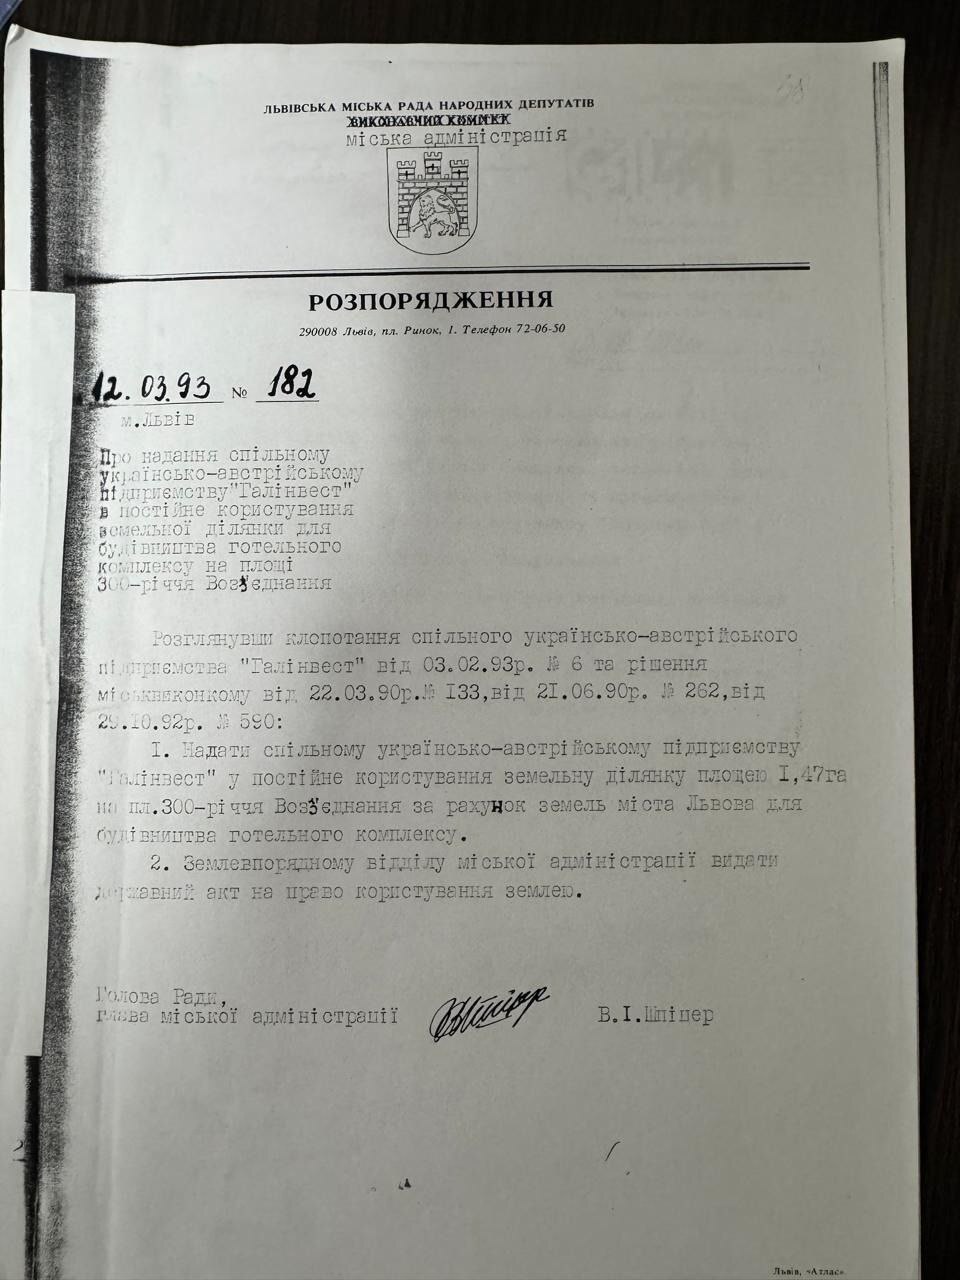 ЛЬВІВСЬКА МІСЬКА РАДА НАРОДНИХ ДЕПУТАТІВ
ВИКОНАВЧИЙ КОМІТЕТ
міська адміністрація
РОЗПОРЯДЖЕННЯ
290008 Львів, пл. Ринок, 1. Телефон 72-06-50
12.03.93 № 182
м.Львів
Про надання спільному
українсько-австрійському
підприємству"Галінвест"
в постійне користування
земельної ділянки для
будівництва готельного
комплексу на площі
300-річчя Возз'єднання
Розглянувши клопотання спільного українсько-австрійського
підприємства "Галінвест" від 03.02.93р. № 6 та рішення
міськвиконкому від 22.03.90р.№ I33,від 21.06.90р. № 262,від
29.I0.92р. № 590:
I. Надати спільному українсько-австрійському підприємству
"Галінвест" у постійне користування земельну ділянку площею I,47га
на пл.300-річчя Возз'єднання за рахунок земель міста Львова для
будівництва готельного комплексу.
2. Землевпорядному відділу міської адміністрації видати
державний акт на право користування землею.
Голова Ради,
глава міської адміністрації В.І.Шпіцер
Львів, «Атлас».